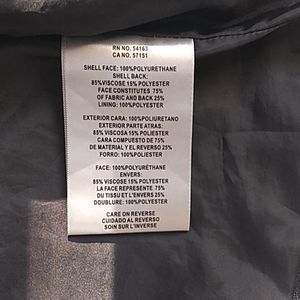 RN NO. 54163
CA NO. 57151
SHELL FACE: 100%POLYURETHANE
SHELL BACK:
85%VISCOSE 15% POLYESTER
FACE CONSTITUTES 75%
OF FABRIC AND BACK 25%
LINING: 100%POLYESTER
EXTERIOR CARA: 100%POLIURETANO
EXTERIOR PARTE ATRAS:
85%VISCOSA 15% POLIESTER
CARA COMPUESTO DE 75%
DE MATERIAL Y EL REVERSO 25%
FORRO: 100%POLIESTER
FACE: 100%POLYURETHANE
ENVERS:
85% VISCOSE 15% POLYESTER
LA FACE REPRESENTE 75%
DU TISSU ET L'ENVERS 25%
DOUBLURE: 100%POLYESTER
CARE ON REVERSE
CUIDADO AL REVERSO
SOIN SUR L'INVERSE